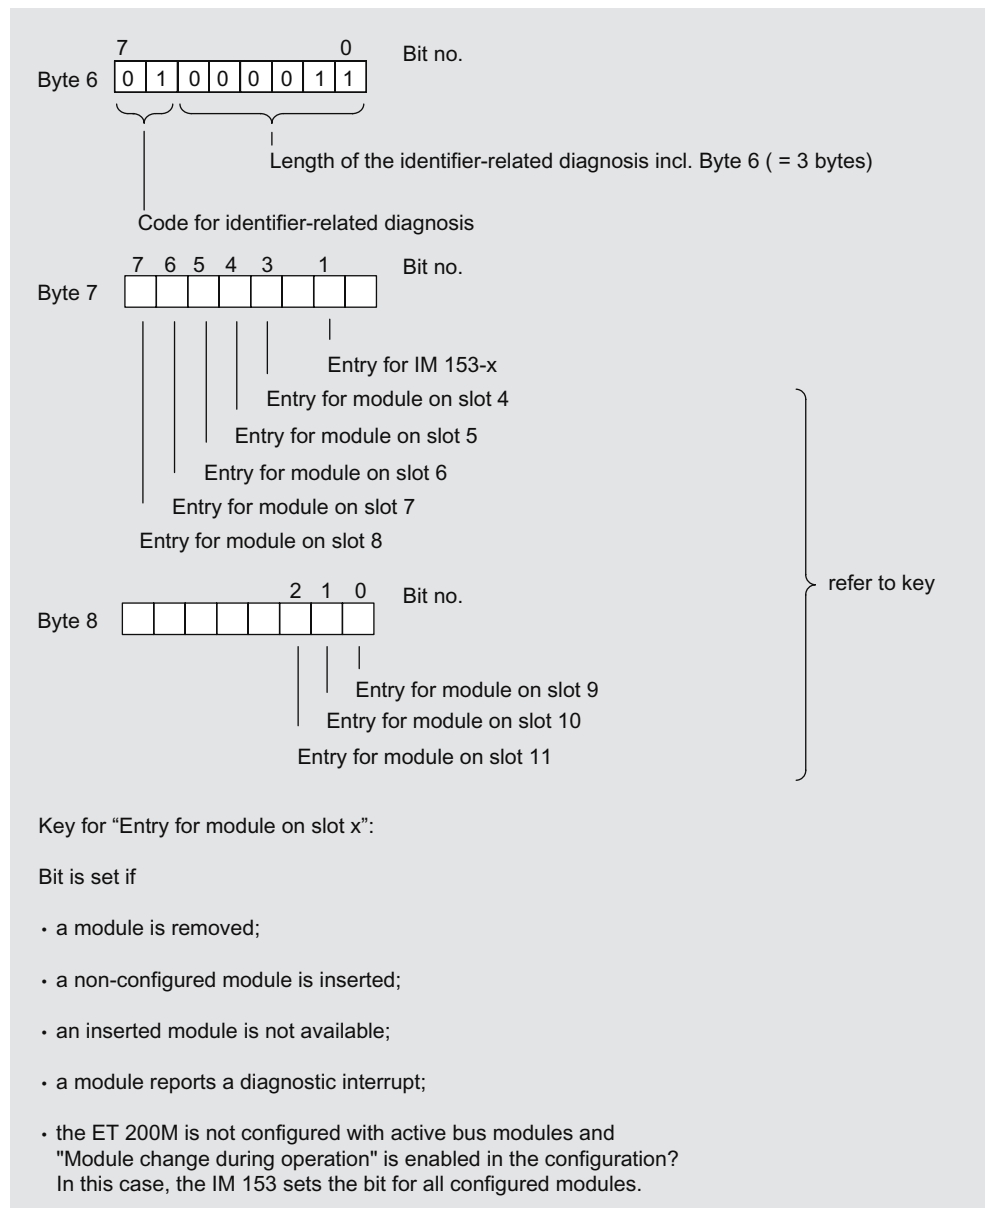 7 0 Bit no.
Byte 6 0 1 0 0 0 0 1 1
Length of the identifier-related diagnosis incl. Byte 6 ( = 3 bytes)
Code for identifier-related diagnosis
7 6 5 4 3 1 Bit no.
Byte 7
Entry for IM 153-x
Entry for module on slot 4
Entry for module on slot 5
Entry for module on slot 6
Entry for module on slot 7
Entry for module on slot 8
refer to key
2 1 0 Bit no.
Byte 8
Entry for module on slot 9
Entry for module on slot 10
Entry for module on slot 11
Key for “Entry for module on slot x”:
Bit is set if
• a module is removed;
• a non-configured module is inserted;
• an inserted module is not available;
• a module reports a diagnostic interrupt;
• the ET 200M is not configured with active bus modules and
"Module change during operation" is enabled in the configuration?
In this case, the IM 153 sets the bit for all configured modules.